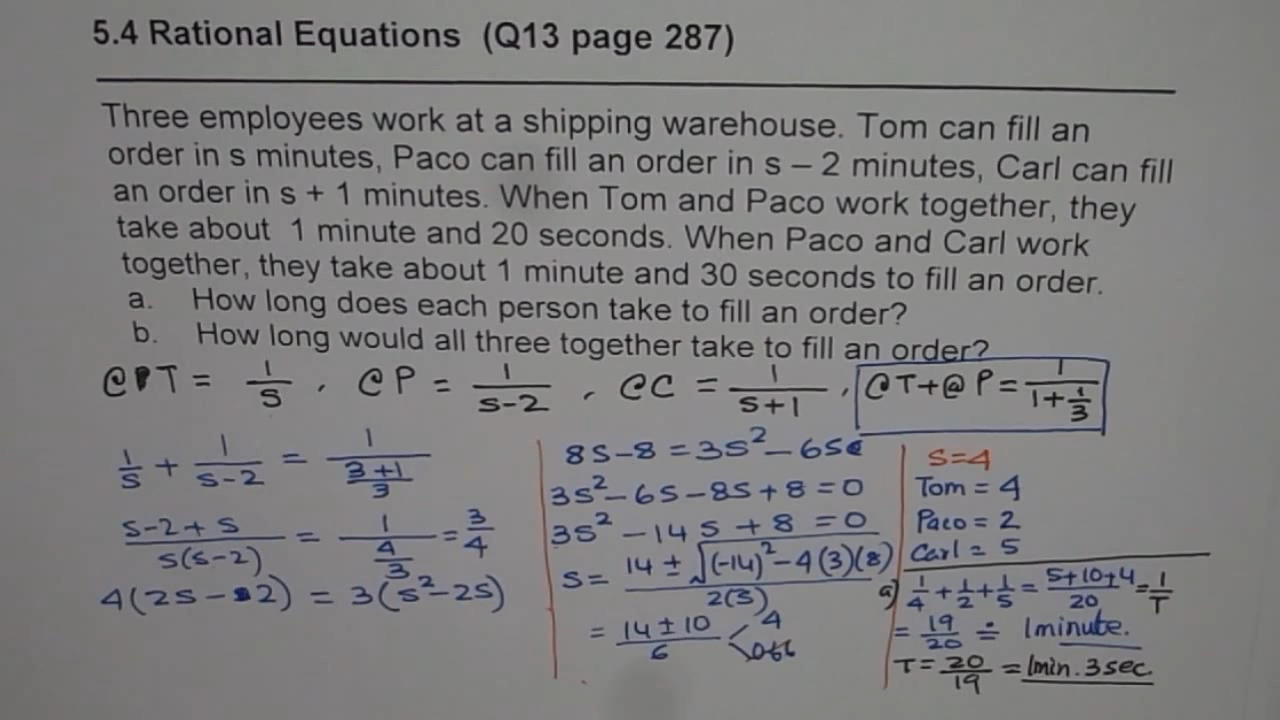 5.4 Rational Equations (Q13 page 287)
Three employees work at a shipping warehouse. Tom can fill an
order in s minutes, Paco can fill an order in s – 2 minutes, Carl can fill
an order in s + 1 minutes. When Tom and Paco work together, they
take about 1 minute and 20 seconds. When Paco and Carl work
together, they take about 1 minute and 30 seconds to fill an order.
a. How long does each person take to fill an order?
b. How long would all three together take to fill an order?
@ T = 1/s , @ P = 1/(s-2) , @ C = 1/(s+1) , @ T + @ P = 1/(1+1/3)
1/s + 1/(s-2) = 1/((3+1)/3)
(s-2+s)/(s(s-2)) = 1/(4/3) = 3/4
4(2s-2) = 3(s²-2s)
8s-8 = 3s²-6s
3s²-6s-8s+8=0
3s²-14s+8=0
s = (14 ± √((-14)²-4(3)(8)))/(2(3))
= (14±10)/6 4
s=4
Tom = 4
Paco = 2
Carl = 5
a) 1/4 + 1/2 + 1/5 = (5+10+4)/20 = 1/T
= 19/20 ≐ 1minute.
T = 20/19 = 1min. 3sec.